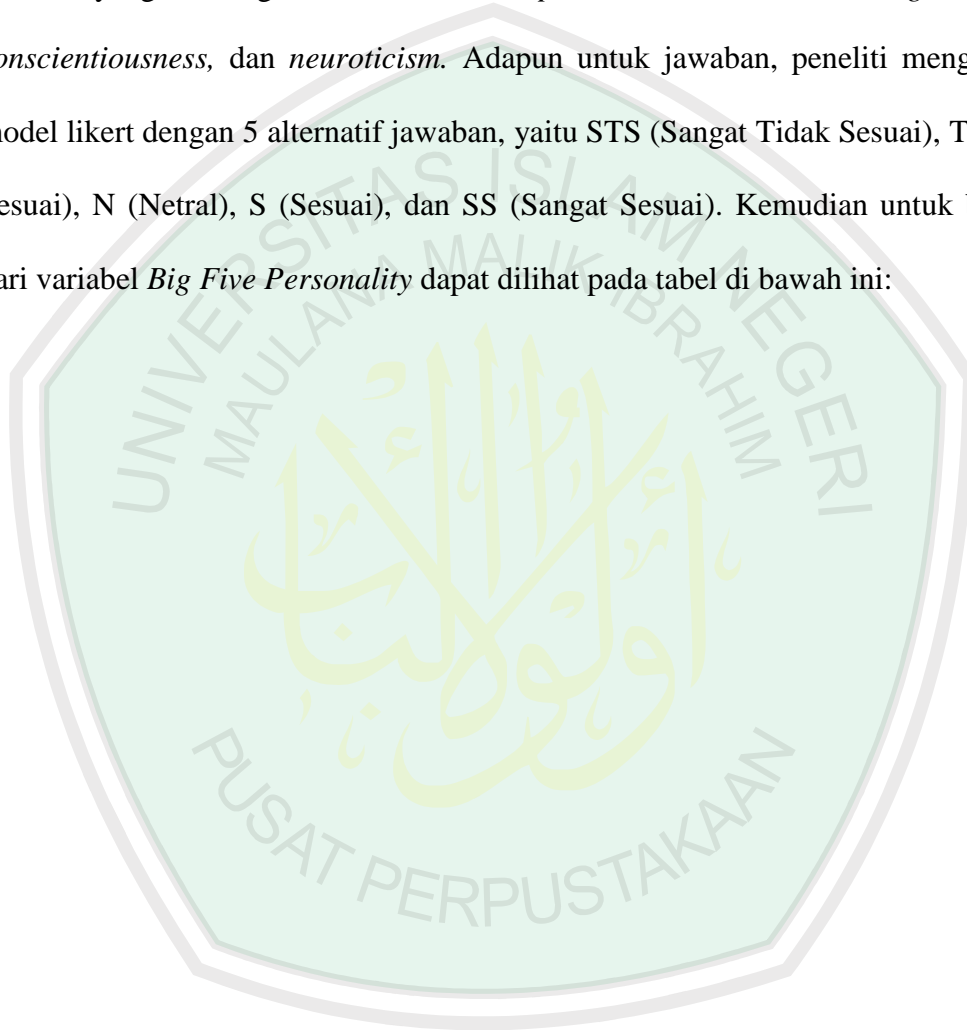 onscientiousness, dan neuroticism. Adapun untuk jawaban, peneliti meng
nodel likert dengan 5 alternatif jawaban, yaitu STS (Sangat Tidak Sesuai), T
esuai), N (Netral), S (Sesuai), dan SS (Sangat Sesuai). Kemudian untuk
ari variabel Big Five Personality dapat dilihat pada tabel di bawah ini:
UNIVERSITAS ISLAM NEGERI
MAULANA MALIK IBRAHIM
PUSAT PERPUSTAKAAN